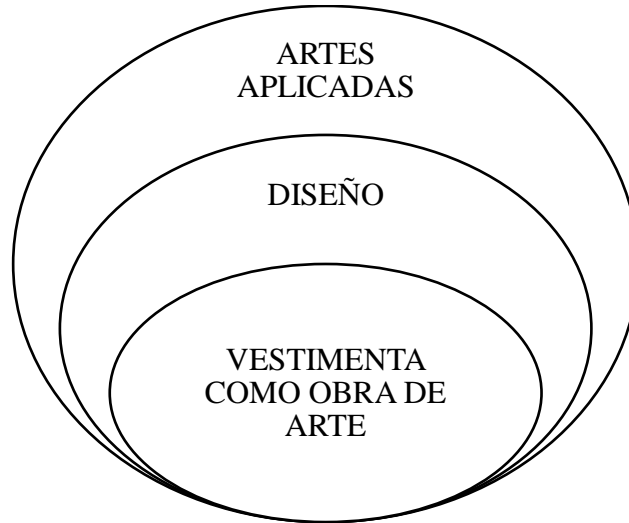 ARTES
APLICADAS
DISEÑO
VESTIMENTA
COMO OBRA DE
ARTE